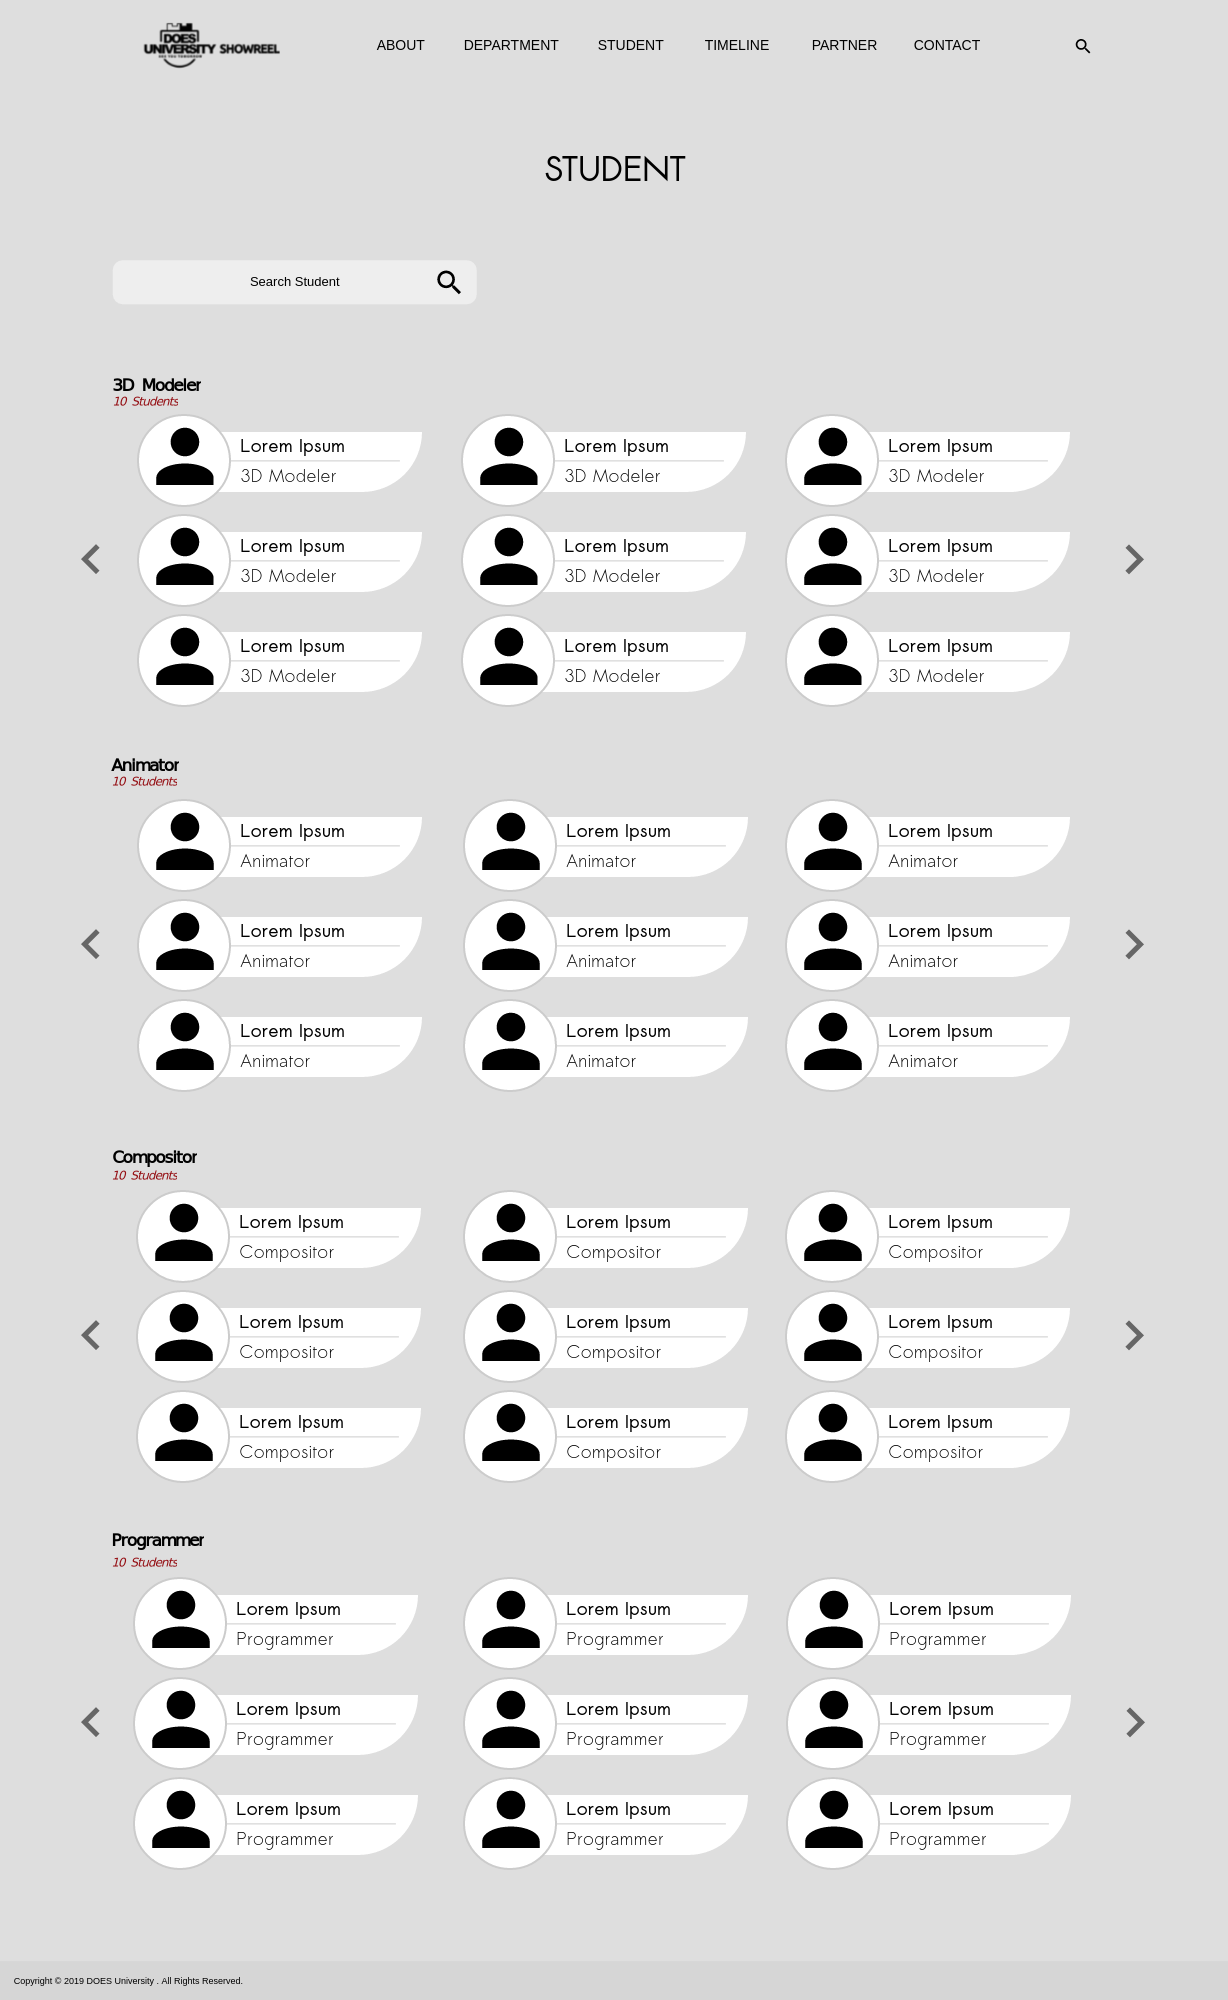 DOES
UNIVERSITY SHOWREEL
ABOUT DEPARTMENT STUDENT TIMELINE PARTNER CONTACT
STUDENT
Search Student
3D Modeler
10 Students
Lorem Ipsum Lorem Ipsum Lorem Ipsum
3D Modeler 3D Modeler 3D Modeler
Lorem Ipsum Lorem Ipsum Lorem Ipsum
3D Modeler 3D Modeler 3D Modeler
Lorem Ipsum Lorem Ipsum Lorem Ipsum
3D Modeler 3D Modeler 3D Modeler
Animator
10 Students
Lorem Ipsum Lorem Ipsum Lorem Ipsum
Animator Animator Animator
Lorem Ipsum Lorem Ipsum Lorem Ipsum
Animator Animator Animator
Lorem Ipsum Lorem Ipsum Lorem Ipsum
Animator Animator Animator
Compositor
10 Students
Lorem Ipsum Lorem Ipsum Lorem Ipsum
Compositor Compositor Compositor
Lorem Ipsum Lorem Ipsum Lorem Ipsum
Compositor Compositor Compositor
Lorem Ipsum Lorem Ipsum Lorem Ipsum
Compositor Compositor Compositor
Programmer
10 Students
Lorem Ipsum Lorem Ipsum Lorem Ipsum
Programmer Programmer Programmer
Lorem Ipsum Lorem Ipsum Lorem Ipsum
Programmer Programmer Programmer
Lorem Ipsum Lorem Ipsum Lorem Ipsum
Programmer Programmer Programmer
Copyright © 2019 DOES University . All Rights Reserved.